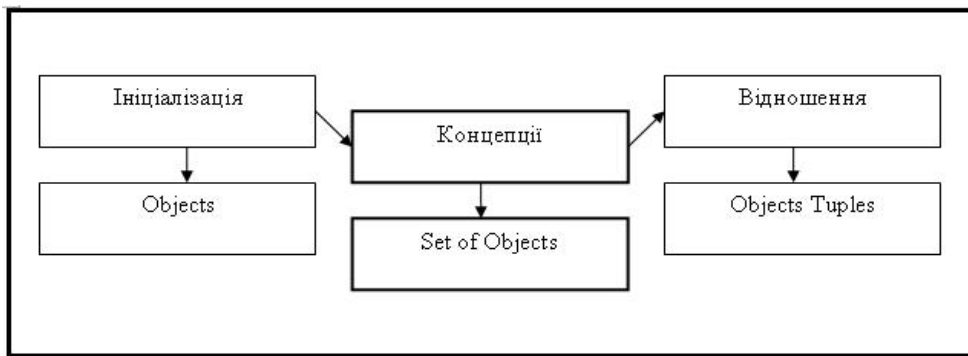 Ініціалізація
Objects
Концепції
Set of Objects
Відношення
Objects Tuples